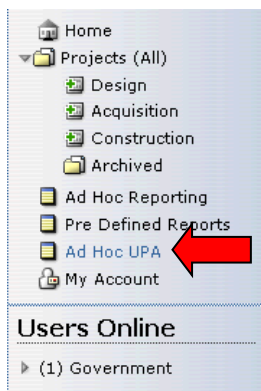 Home
Projects (All)
Design
Acquisition
Construction
Archived
Ad Hoc Reporting
Pre Defined Reports
Ad Hoc UPA
My Account
Users Online
(1) Government